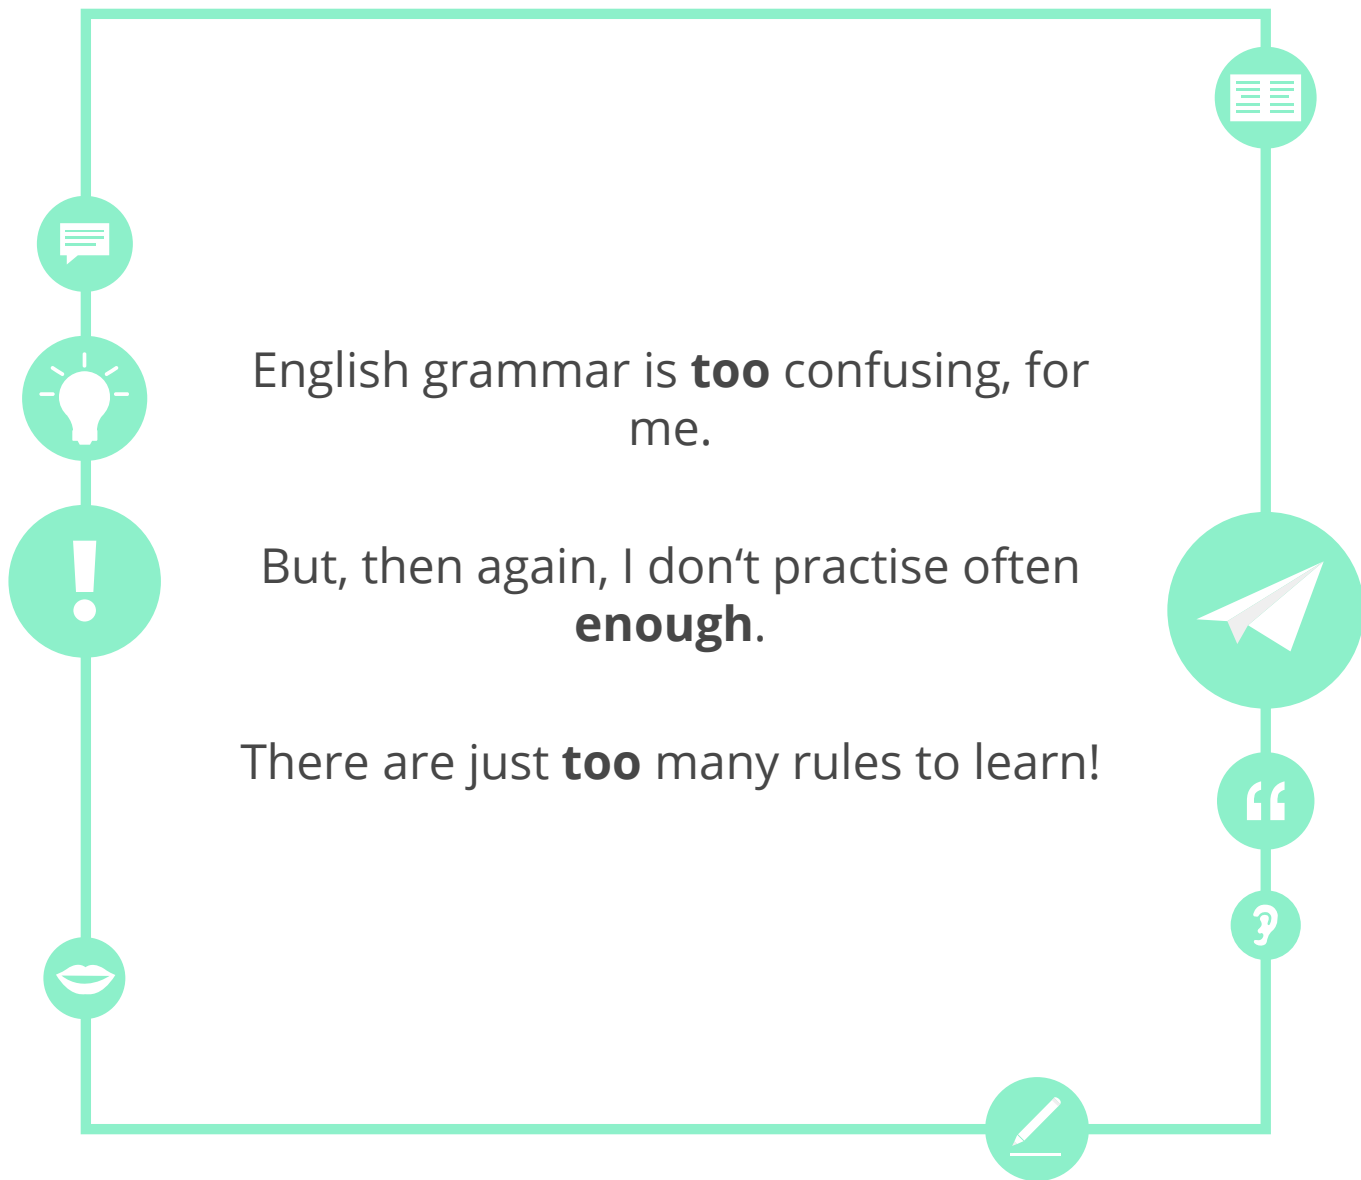 English grammar is too confusing, for
me.
But, then again, I don‘t practise often
enough.
There are just too many rules to learn!